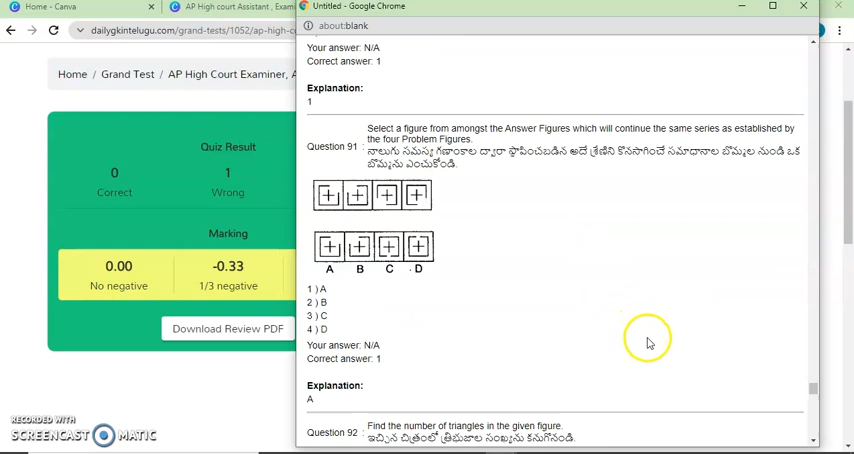 Home - Canva
AP High court Assistant , Exami
Untitled - Google Chrome
dailygkintelugu.com/grand-tests/1052/ap-high-c
about:blank
Home / Grand Test / AP High Court Examiner, A
Quiz Result
0
1
Correct
Wrong
Marking
0.00
-0.33
No negative
1/3 negative
Download Review PDF
RECORDED WITH
SCREENCAST MATIC
Your answer: N/A
Correct answer: 1
Explanation:
1
Select a figure from amongst the Answer Figures which will continue the same series as established by
Question 91 : the four Problem Figures.
నాలుగు సమస్య గణాంకాల ద్వారా స్థాపించబడిన అదే శ్రేణిని కొనసాగించే సమాధానాల బొమ్మల నుండి ఒక
బొమ్మను ఎంచుకోండి.
A B C . D
1 ) A
2 ) B
3 ) C
4 ) D
Your answer: N/A
Correct answer: 1
Explanation:
A
Find the number of triangles in the given figure.
Question 92 : ఇచ్చిన చిత్రంలో త్రిభుజాల సంఖ్యను కనుగొనండి.